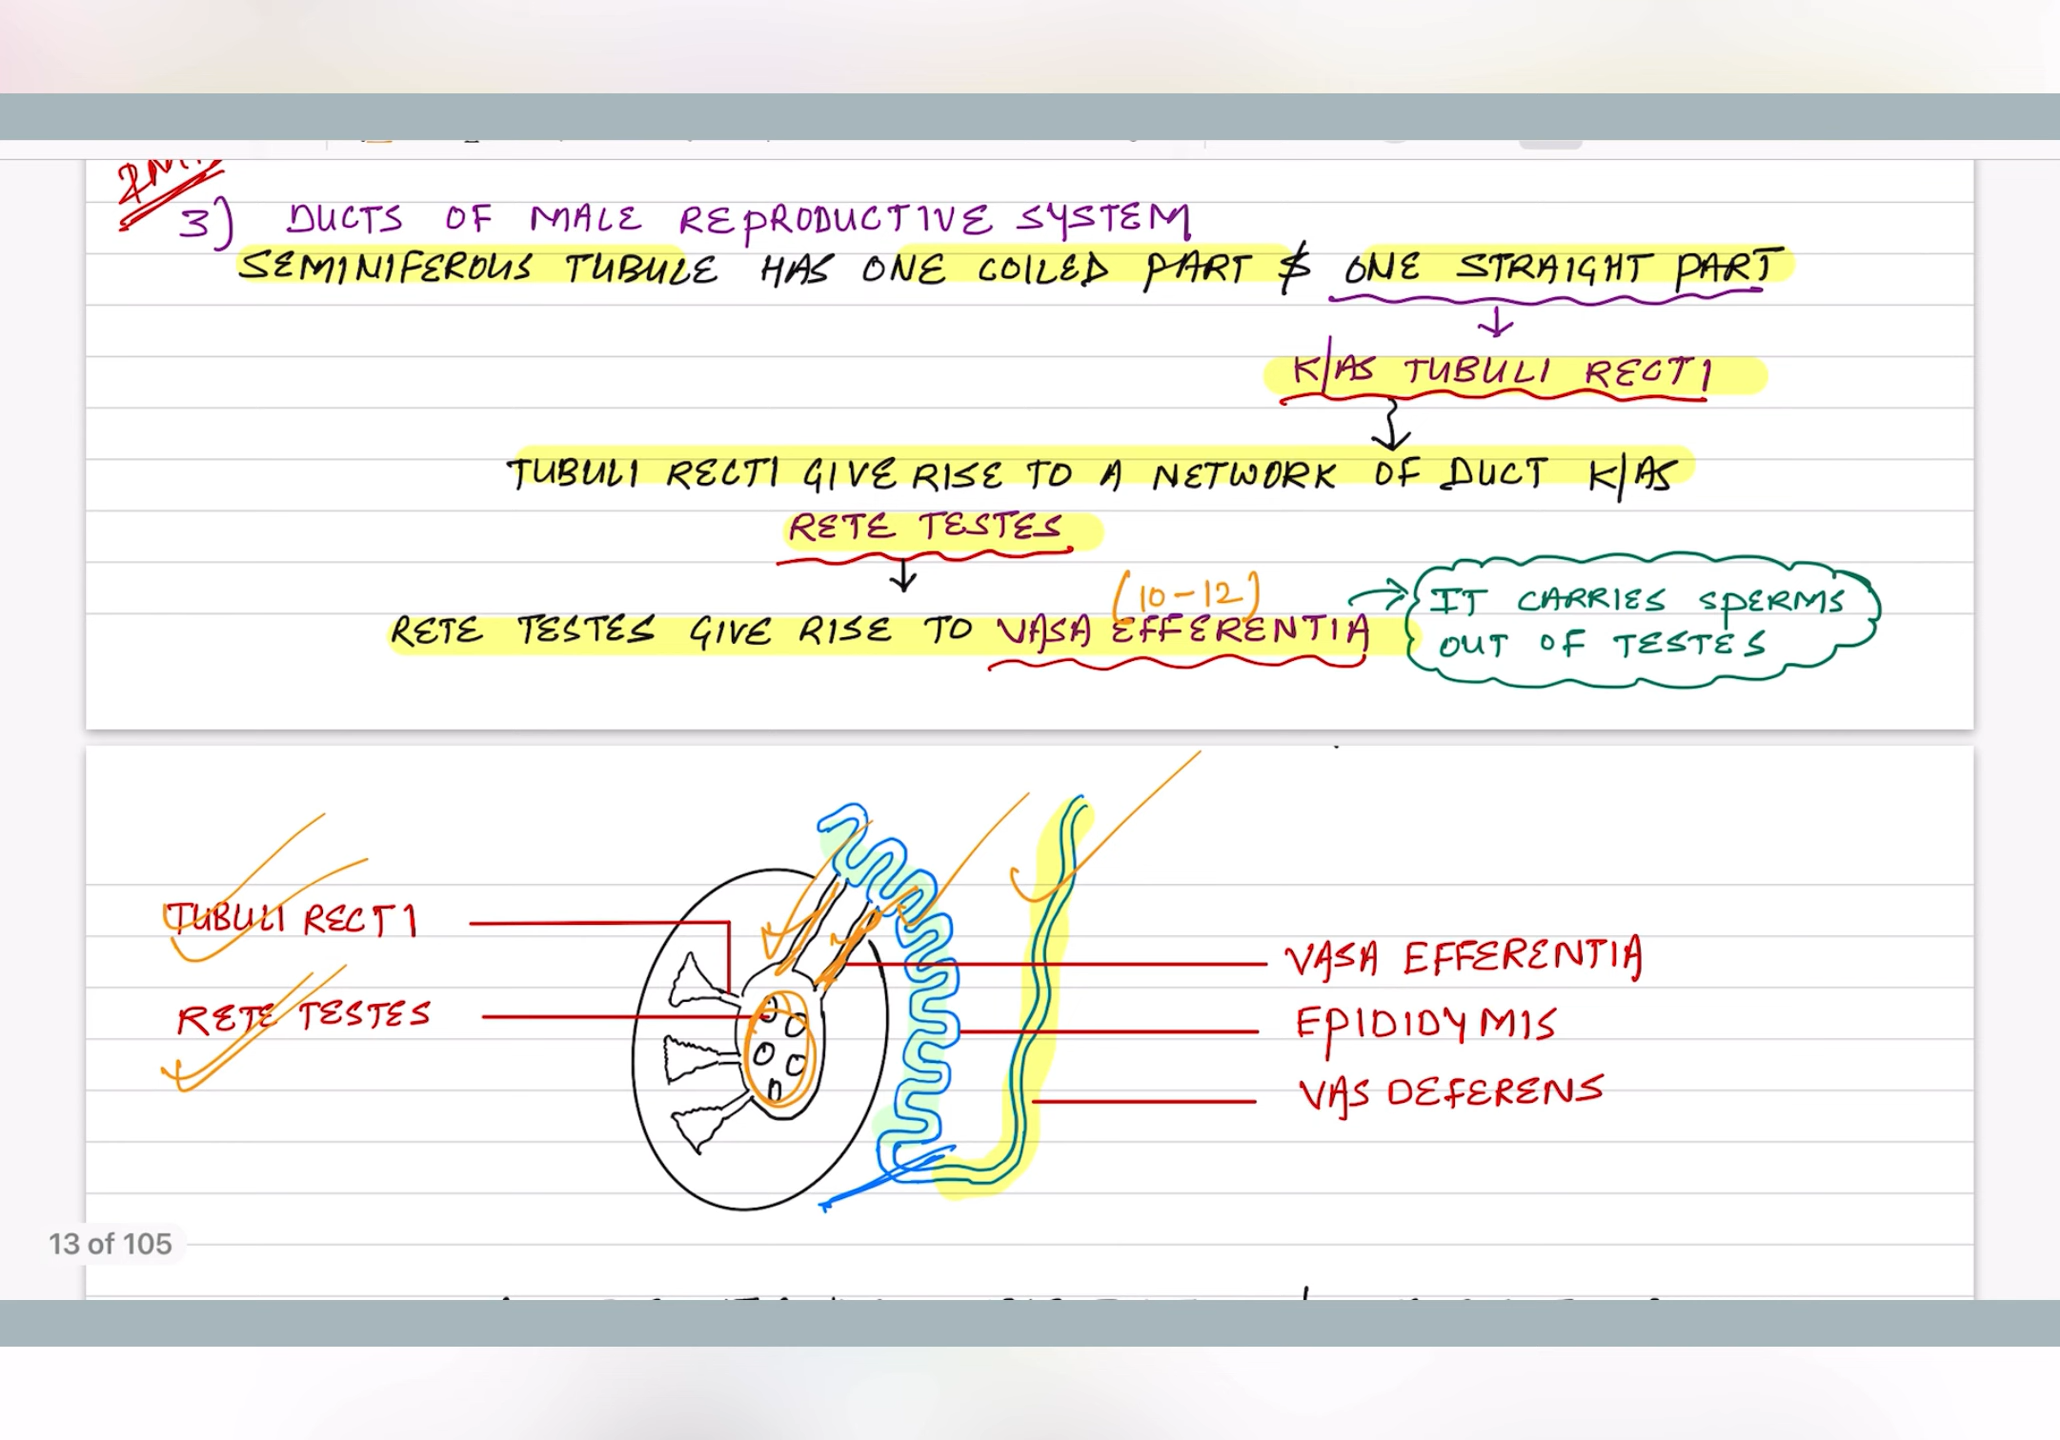 3) DUCTS OF MALE REPRODUCTIVE SYSTEM
SEMINIFEROUS TUBULE HAS ONE COILED PART & ONE STRAIGHT PART
K/AS TUBULI RECTI
TUBULI RECTI GIVE RISE TO A NETWORK OF DUCT K/AS
RETE TESTES
(10-12)
RETE TESTES GIVE RISE TO VASA EFFERENTIA
IT CARRIES SPERMS
OUT OF TESTES
TUBULI RECTI
RETE TESTES
VASA EFFERENTIA
EPIDIDYMIS
VAS DEFERENS
13 of 105